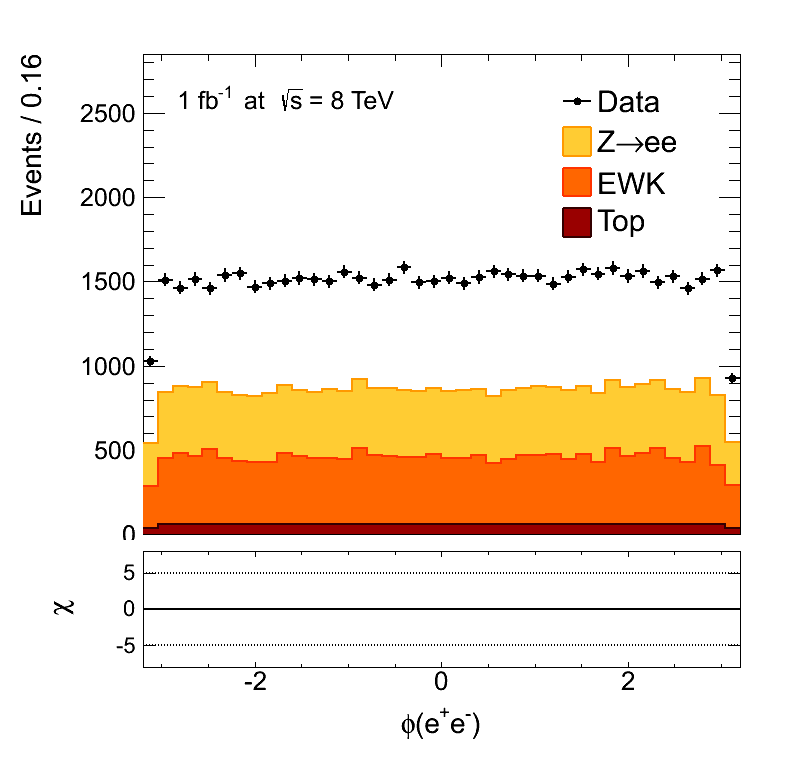 Events / 0.16
1 fb⁻¹ at √s = 8 TeV
Data
Z→ee
EWK
Top
2500
2000
1500
1000
500
0
χ
5
0
-5
-2 0 2
ϕ(e⁺e⁻)